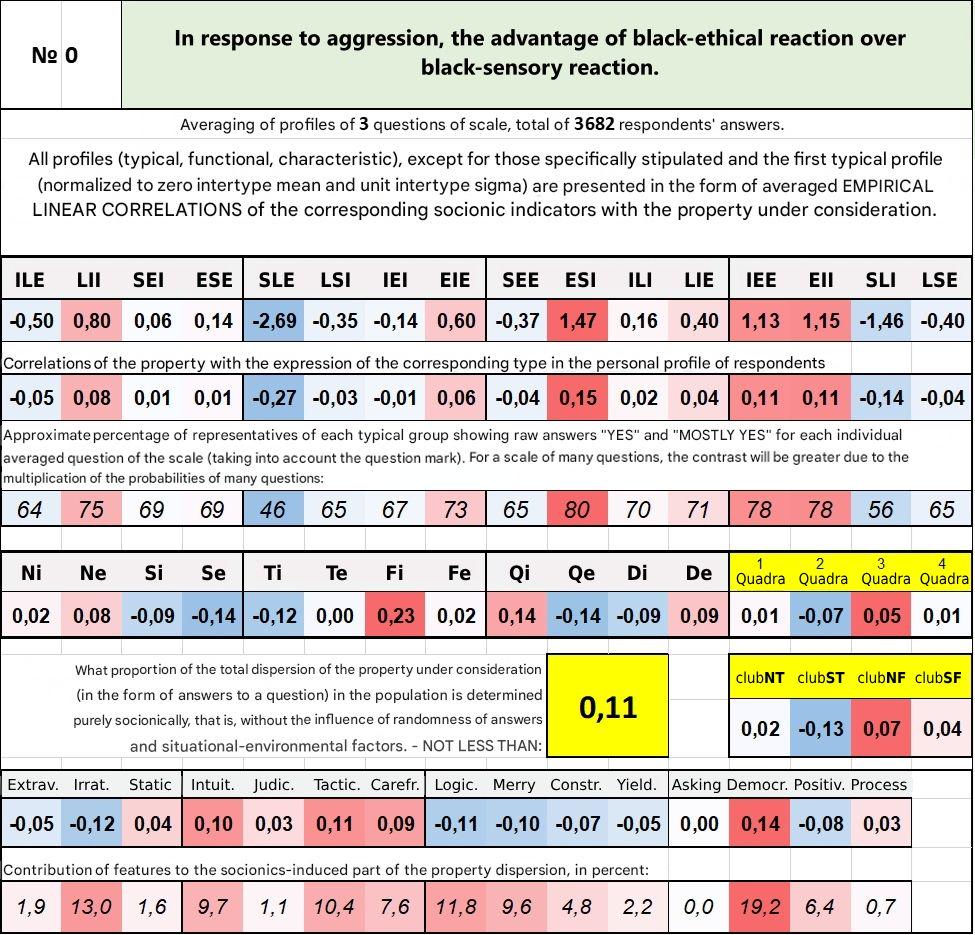 № 0
In response to aggression, the advantage of black-ethical reaction over
black-sensory reaction.
Averaging of profiles of 3 questions of scale, total of 3682 respondents' answers.
All profiles (typical, functional, characteristic), except for those specifically stipulated and the first typical profile
(normalized to zero intertype mean and unit intertype sigma) are presented in the form of averaged EMPIRICAL
LINEAR CORRELATIONS of the corresponding socionic indicators with the property under consideration.
ILE LII SEI ESE SLE LSI IEI EIE SEE ESI ILI LIE IEE EII SLI LSE
-0,50 0,80 0,06 0,14 -2,69 -0,35 -0,14 0,60 -0,37 1,47 0,16 0,40 1,13 1,15 -1,46 -0,40
Correlations of the property with the expression of the corresponding type in the personal profile of respondents
-0,05 0,08 0,01 0,01 -0,27 -0,03 -0,01 0,06 -0,04 0,15 0,02 0,04 0,11 0,11 -0,14 -0,04
Approximate percentage of representatives of each typical group showing raw answers "YES" and "MOSTLY YES" for each individual
averaged question of the scale (taking into account the question mark). For a scale of many questions, the contrast will be greater due to the
multiplication of the probabilities of many questions:
64 75 69 69 46 65 67 73 65 80 70 71 78 78 56 65
Ni Ne Si Se Ti Te Fi Fe Qi Qe Di De 1 Quadra 2 Quadra 3 Quadra 4 Quadra
0,02 0,08 -0,09 -0,14 -0,12 0,00 0,23 0,02 0,14 -0,14 -0,09 0,09 0,01 -0,07 0,05 0,01
What proportion of the total dispersion of the property under consideration
(in the form of answers to a question) in the population is determined
purely socionically, that is, without the influence of randomness of answers
and situational-environmental factors. - NOT LESS THAN:
0,11
clubNT clubST clubNF clubSF
0,02 -0,13 0,07 0,04
Extrav. Irrat. Static Intuit. Judic. Tactic. Carefr. Logic. Merry Constr. Yield. Asking Democr. Positiv. Process
-0,05 -0,12 0,04 0,10 0,03 0,11 0,09 -0,11 -0,10 -0,07 -0,05 0,00 0,14 -0,08 0,03
Contribution of features to the socionics-induced part of the property dispersion, in percent:
1,9 13,0 1,6 9,7 1,1 10,4 7,6 11,8 9,6 4,8 2,2 0,0 19,2 6,4 0,7